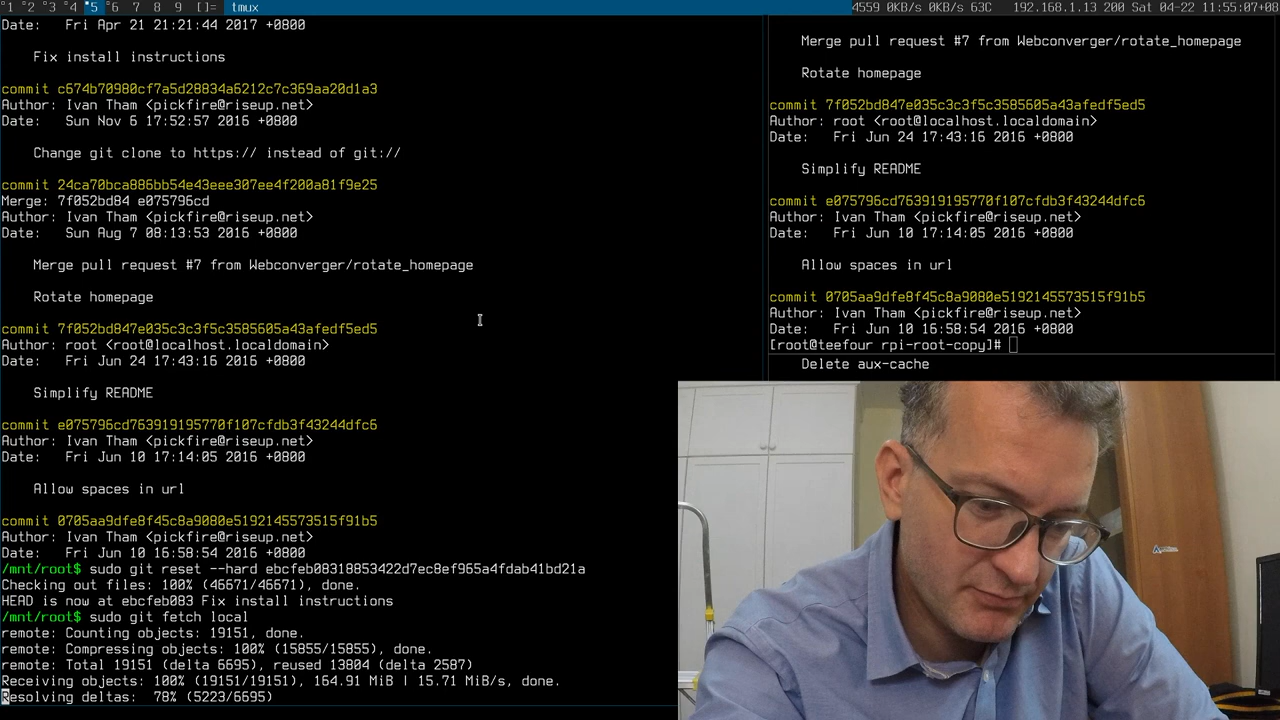 1 2 3 4 5 6 7 8 9 []= tmux 4559 0KB/s 0KB/s 63C 192.168.1.13 200 Sat 04-22 11:55:07+08
Date:   Fri Apr 21 21:21:44 2017 +0800
Fix install instructions
commit c674b70980cf7a5d28834a6212c7c369aa20d1a3
Author: Ivan Tham <pickfire@riseup.net>
Date:   Sun Nov 6 17:52:57 2016 +0800
Change git clone to https:// instead of git://
commit 24ca70bca886bb54e43eee307ee4f200a81f9e25
Merge: 7f052bd84 e075796cd
Author: Ivan Tham <pickfire@riseup.net>
Date:   Sun Aug 7 08:13:53 2016 +0800
Merge pull request #7 from Webconverger/rotate_homepage
Rotate homepage
commit 7f052bd847e035c3c3f5c3585605a43afedf5ed5
Author: root <root@localhost.localdomain>
Date:   Fri Jun 24 17:43:16 2016 +0800
Simplify README
commit e075796cd763919195770f107cfdb3f43244dfc6
Author: Ivan Tham <pickfire@riseup.net>
Date:   Fri Jun 10 17:14:05 2016 +0800
Allow spaces in url
commit 0705aa9dfe8f45c8a9080e5192145573515f91b5
Author: Ivan Tham <pickfire@riseup.net>
Date:   Fri Jun 10 16:58:54 2016 +0800
/mnt/root$ sudo git reset --hard ebcfeb08318853422d7ec8ef965a4fdab41bd21a
Checking out files: 100% (46671/46671), done.
HEAD is now at ebcfeb083 Fix install instructions
/mnt/root$ sudo git fetch local
remote: Counting objects: 19151, done.
remote: Compressing objects: 100% (15855/15855), done.
remote: Total 19151 (delta 6695), reused 13804 (delta 2587)
Receiving objects: 100% (19151/19151), 164.91 MiB | 15.71 MiB/s, done.
Resolving deltas:  78% (5223/6695)
Merge pull request #7 from Webconverger/rotate_homepage
Rotate homepage
commit 7f052bd847e035c3c3f5c3585605a43afedf5ed5
Author: root <root@localhost.localdomain>
Date:   Fri Jun 24 17:43:16 2016 +0800
Simplify README
commit e075796cd763919195770f107cfdb3f43244dfc6
Author: Ivan Tham <pickfire@riseup.net>
Date:   Fri Jun 10 17:14:05 2016 +0800
Allow spaces in url
commit 0705aa9dfe8f45c8a9080e5192145573515f91b5
Author: Ivan Tham <pickfire@riseup.net>
Date:   Fri Jun 10 16:58:54 2016 +0800
[root@teefour rpi-root-copy]#
Delete aux-cache